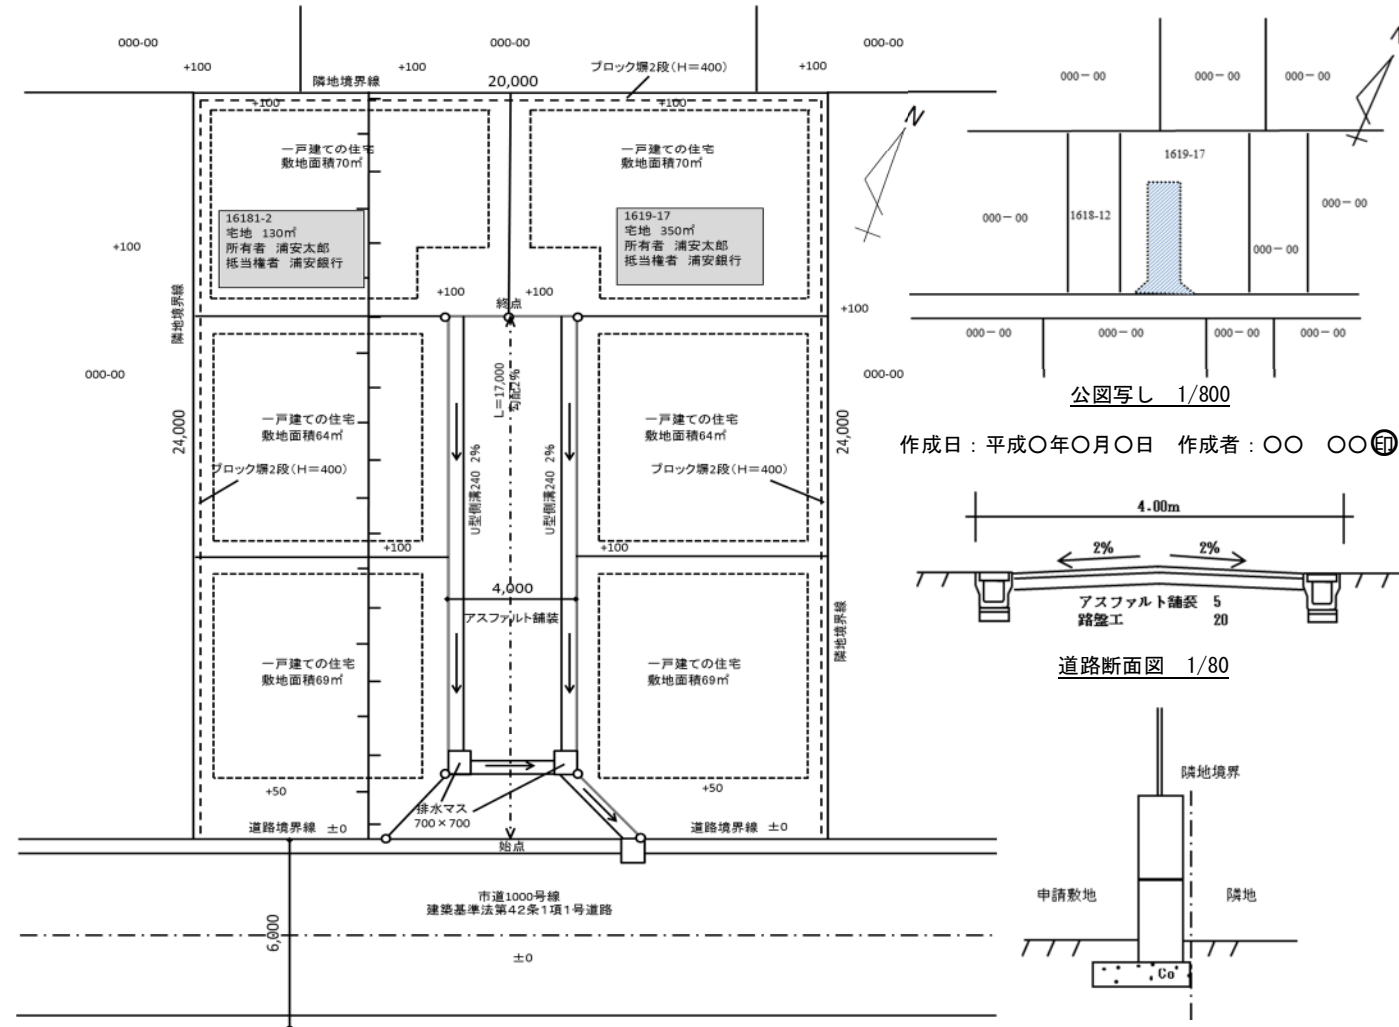 000-00
000-00
000-00
+100
+100
+100
隣地境界線
20,000
ブロック塀2段(H=400)
+100
+100
一戸建ての住宅
敷地面積70㎡
一戸建ての住宅
敷地面積70㎡
N
16181-2
宅地 130㎡
所有者 浦安太郎
抵当権者 浦安銀行
1619-17
宅地 350㎡
所有者 浦安太郎
抵当権者 浦安銀行
+100
隣地境界線
+100
+100
終点
+100
000-00
000-00
L=17,000
勾配2%
24,000
24,000
一戸建ての住宅
敷地面積64㎡
一戸建ての住宅
敷地面積64㎡
ブロック塀2段(H=400)
ブロック塀2段(H=400)
U型側溝240 2%
U型側溝240 2%
+100
+100
4,000
アスファルト舗装
隣地境界線
一戸建ての住宅
敷地面積69㎡
一戸建ての住宅
敷地面積69㎡
+50
+50
排水マス
700×700
道路境界線 ±0
道路境界線 ±0
始点
市道1000号線
建築基準法第42条1項1号道路
6,000
±0
000-00
000-00
000-00
N
1619-17
000-00
1618-12
000-00
000-00
000-00
000-00
000-00
000-00
公図写し 1/800
作成日:平成○年○月○日 作成者:○○ ○○㊞
4.00m
2%
2%
アスファルト舗装 5
路盤工 20
道路断面図 1/80
隣地境界
申請敷地
隣地
Co